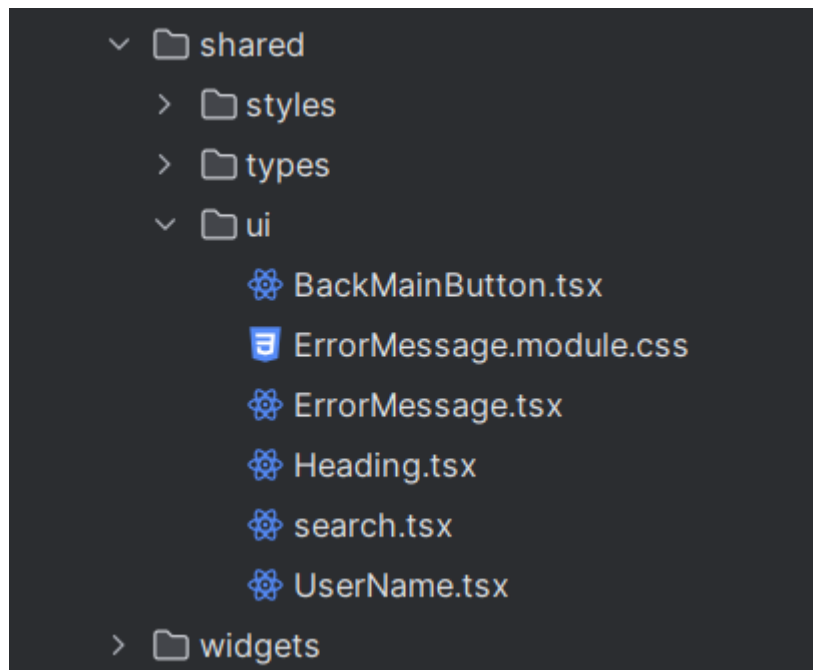 shared
styles
types
ui
BackMainButton.tsx
ErrorMessage.module.css
ErrorMessage.tsx
Heading.tsx
search.tsx
UserName.tsx
widgets